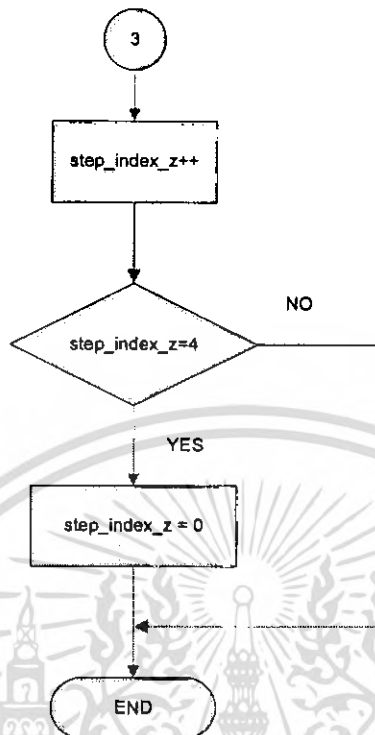 3
step_index_z++
step_index_z=4
NO
YES
step_index_z = 0
END